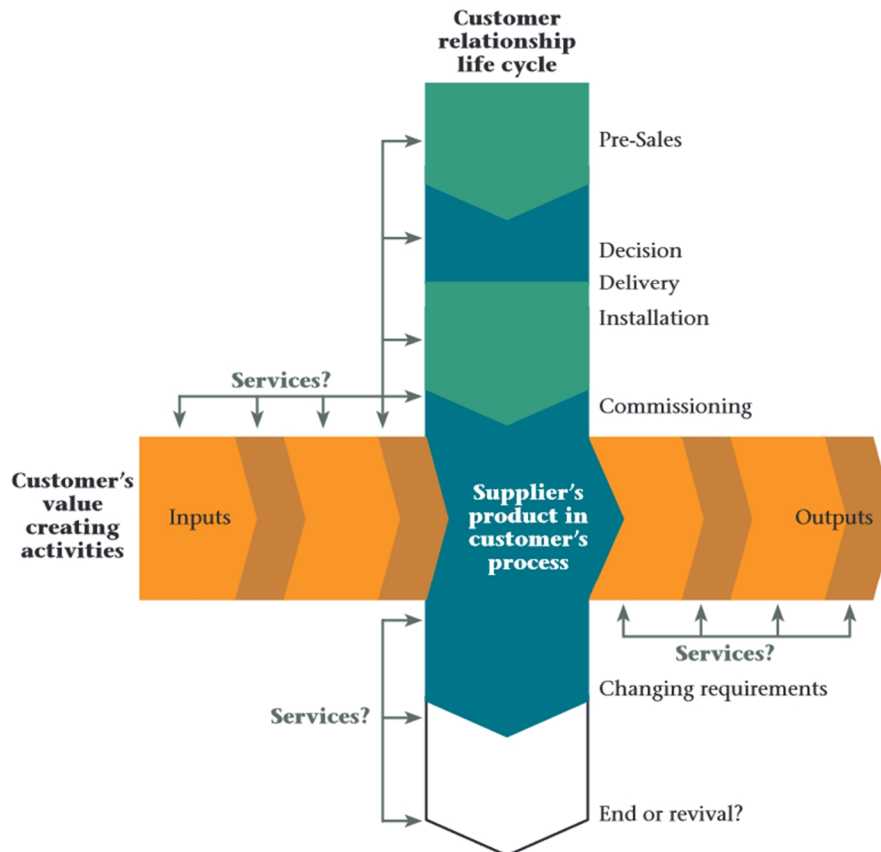 Customer
relationship
life cycle
Pre-Sales
Decision
Delivery
Installation
Services?
Commissioning
Customer's
value
creating
activities
Inputs
Supplier's
product in
customer's
process
Outputs
Services?
Changing requirements
Services?
End or revival?